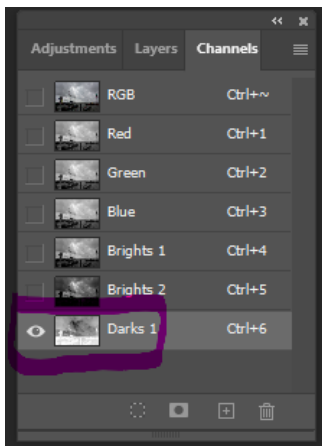 Adjustments Layers Channels
RGB Ctrl+~
Red Ctrl+1
Green Ctrl+2
Blue Ctrl+3
Brights 1 Ctrl+4
Brights 2 Ctrl+5
Darks 1 Ctrl+6